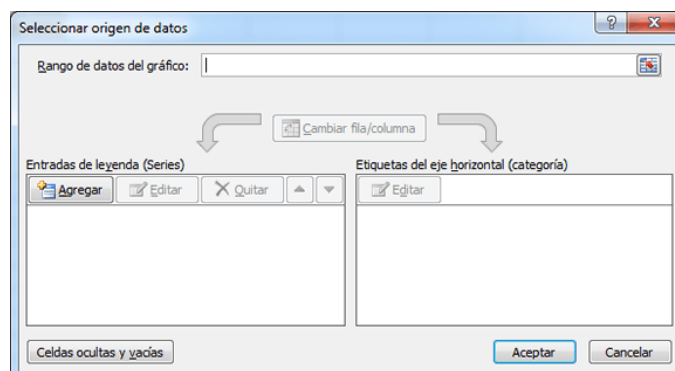 Seleccionar origen de datos
Rango de datos del gráfico:
Cambiar fila/columna
Entradas de leyenda (Series)
Etiquetas del eje horizontal (categoría)
Agregar Editar Quitar
Editar
Celdas ocultas y vacías
Aceptar Cancelar